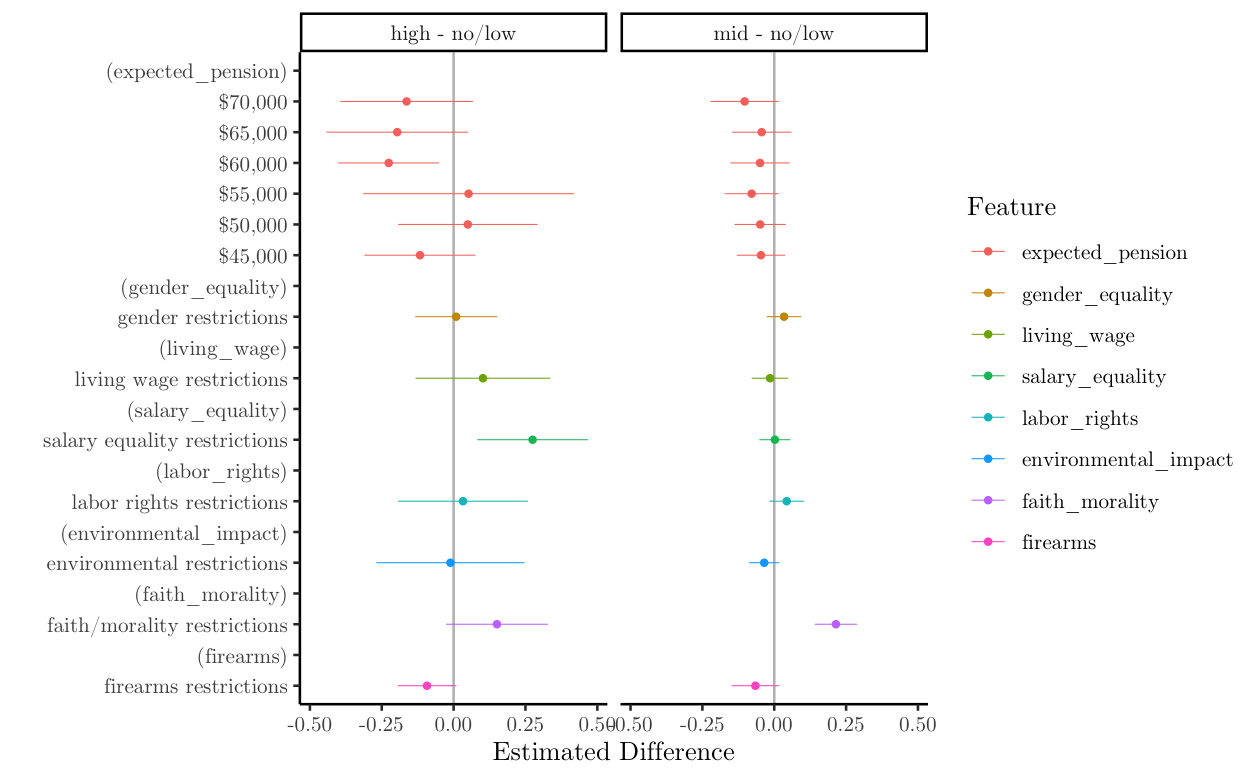 high - no/low
mid - no/low
(expected_pension)
$70,000
$65,000
$60,000
$55,000
$50,000
$45,000
(gender_equality)
gender restrictions
(living_wage)
living wage restrictions
(salary_equality)
salary equality restrictions
(labor_rights)
labor rights restrictions
(environmental_impact)
environmental restrictions
(faith_morality)
faith/morality restrictions
(firearms)
firearms restrictions
-0.50 -0.25 0.00 0.25 0.50
-0.50 -0.25 0.00 0.25 0.50
Estimated Difference
Feature
expected_pension
gender_equality
living_wage
salary_equality
labor_rights
environmental_impact
faith_morality
firearms